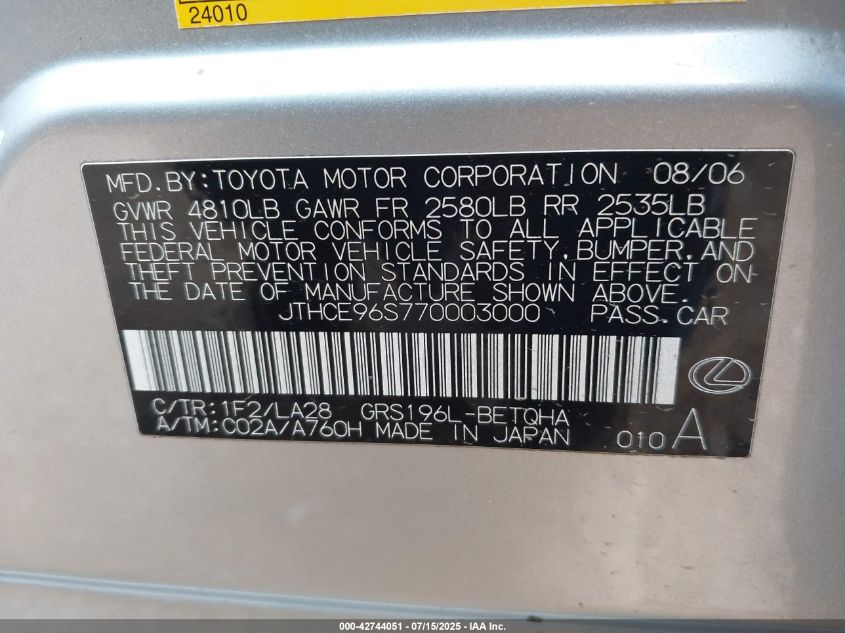 24010
MFD.BY:TOYOTA MOTOR CORPORATION 08/06
GVWR 4810LB GAWR FR 2580LB RR 2535LB
THIS VEHICLE CONFORMS TO ALL APPLICABLE
FEDERAL MOTOR VEHICLE SAFETY,BUMPER,AND
THEFT PREVENTION STANDARDS IN EFFECT ON
THE DATE OF MANUFACTURE SHOWN ABOVE.
JTHCE96S770003000 PASS.CAR
C/TR:1F2/LA28 GRS196L-BETQHA
A/TM:C02A/A760H MADE IN JAPAN
010 A
000-42744051 - 07/15/2025 - IAA Inc.